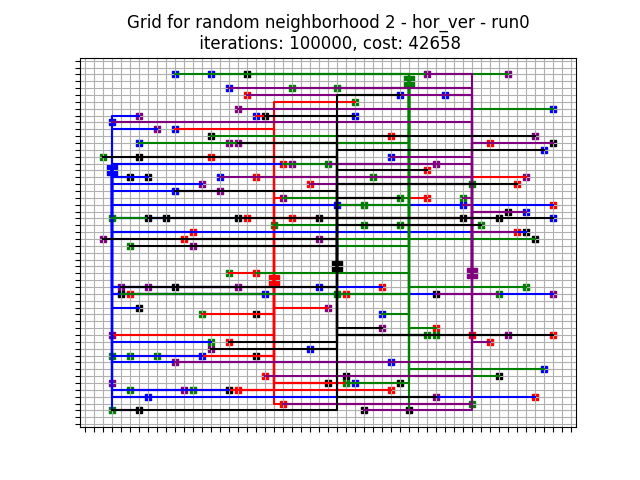 Grid for random neighborhood 2 - hor_ver - run0
iterations: 100000, cost: 42658